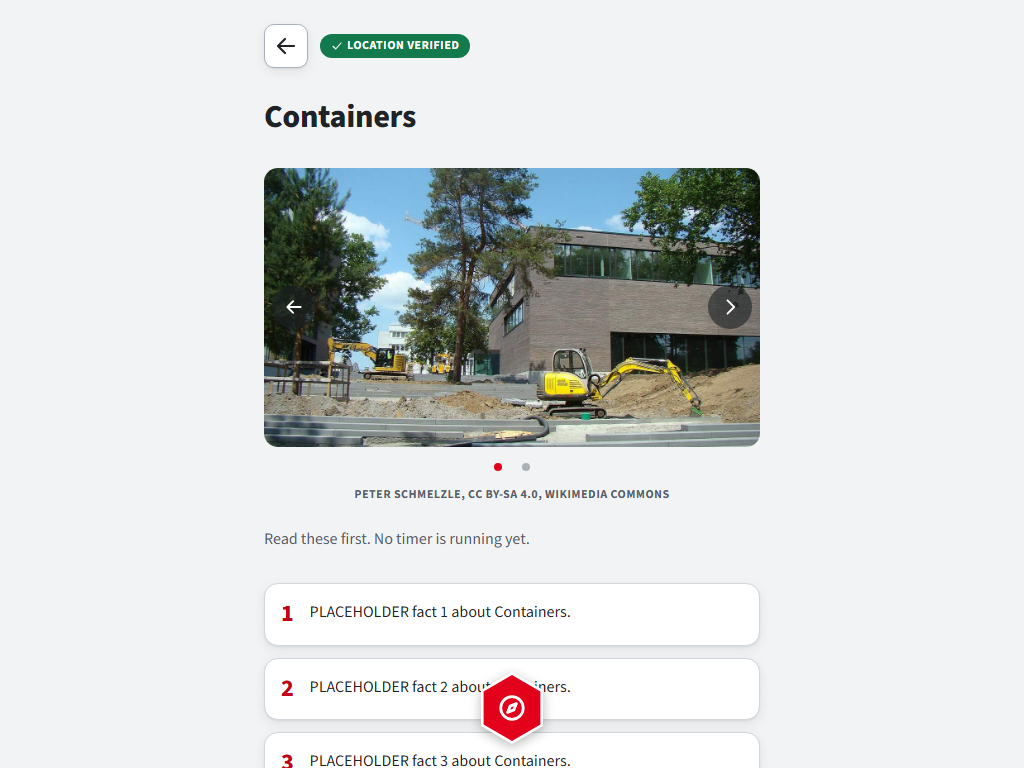 LOCATION VERIFIED
Containers
PETER SCHMELZLE, CC BY-SA 4.0, WIKIMEDIA COMMONS
Read these first. No timer is running yet.
1 PLACEHOLDER fact 1 about Containers.
2 PLACEHOLDER fact 2 about
3 PLACEHOLDER fact 3 about Containers.